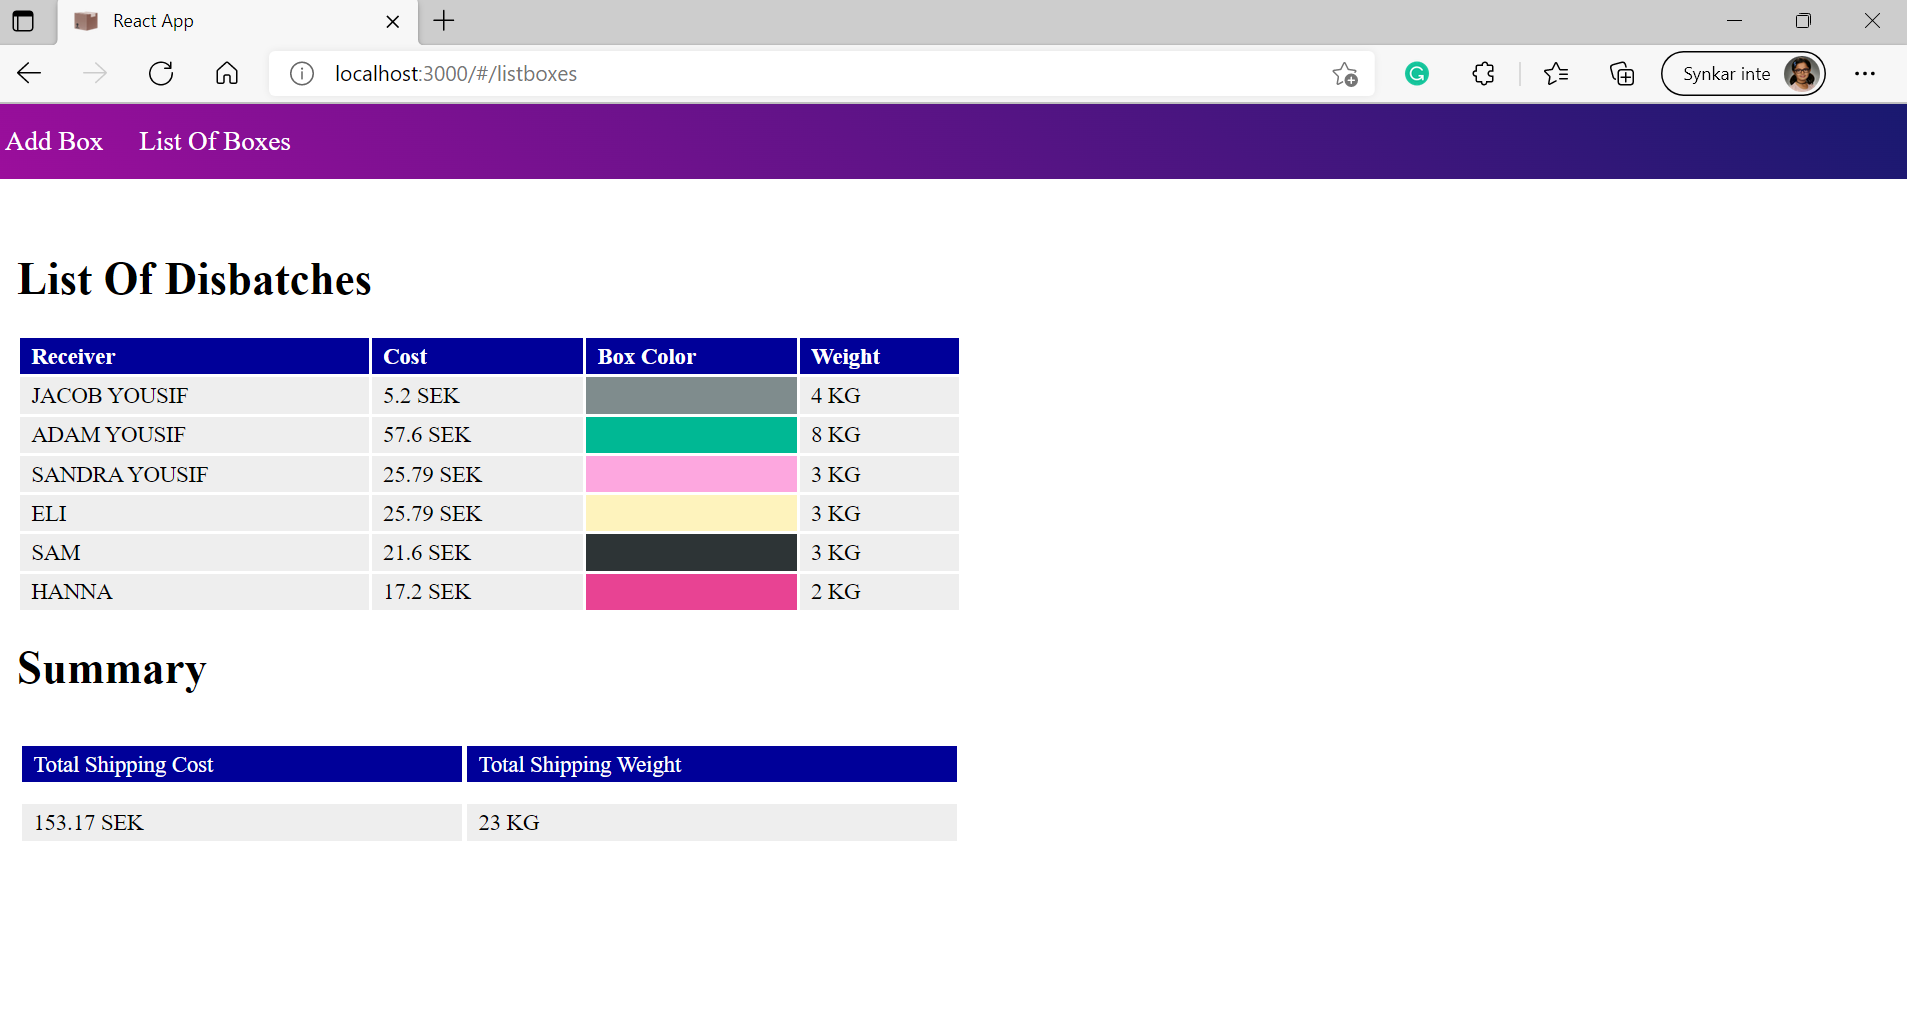 React App
localhost:3000/#/listboxes
Synkar inte
Add Box List Of Boxes
List Of Disbatches
Receiver Cost Box Color Weight
JACOB YOUSIF 5.2 SEK 4 KG
ADAM YOUSIF 57.6 SEK 8 KG
SANDRA YOUSIF 25.79 SEK 3 KG
ELI 25.79 SEK 3 KG
SAM 21.6 SEK 3 KG
HANNA 17.2 SEK 2 KG
Summary
Total Shipping Cost Total Shipping Weight
153.17 SEK 23 KG